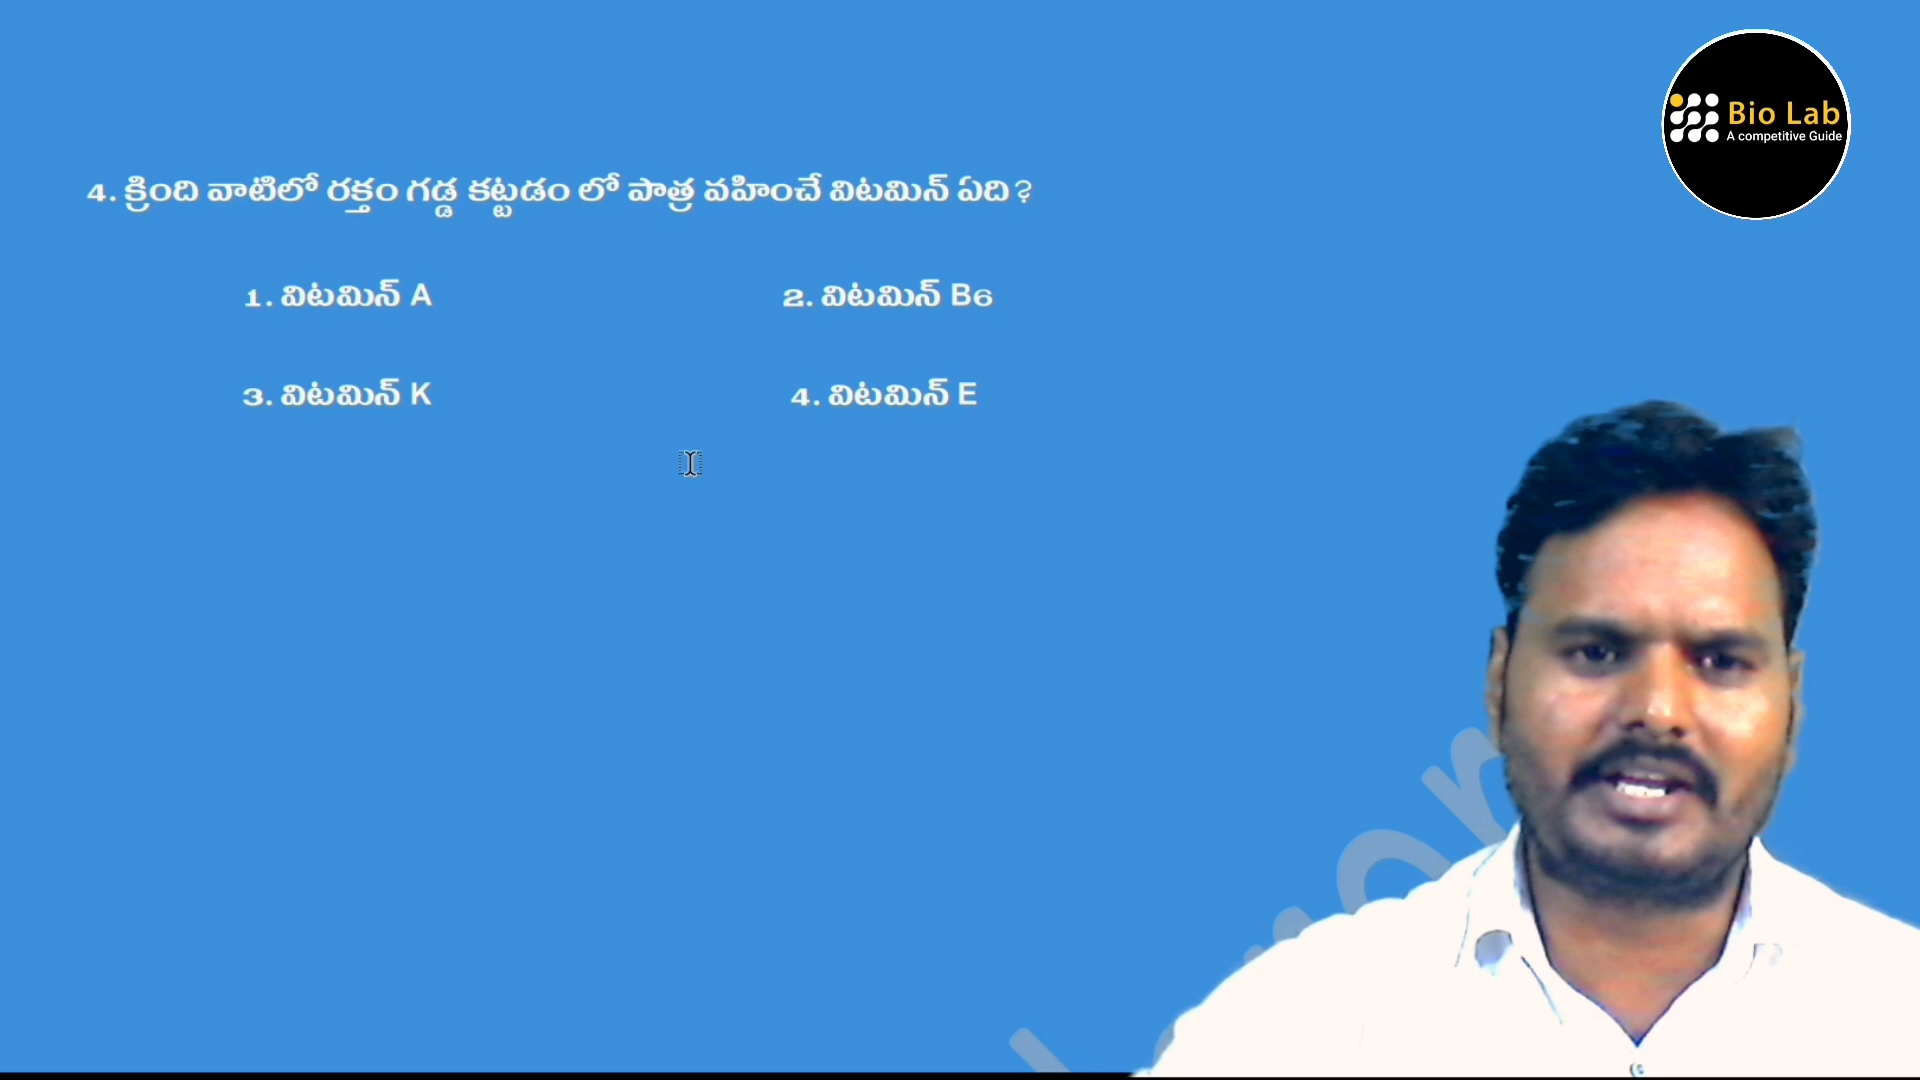 Bio Lab
A competitive Guide
4. క్రింది వాటిలో రక్తం గడ్డ కట్టడం లో పాత్ర వహించే విటమిన్ ఏది?
1. విటమిన్ A
2. విటమిన్ B6
3. విటమిన్ K
4. విటమిన్ E